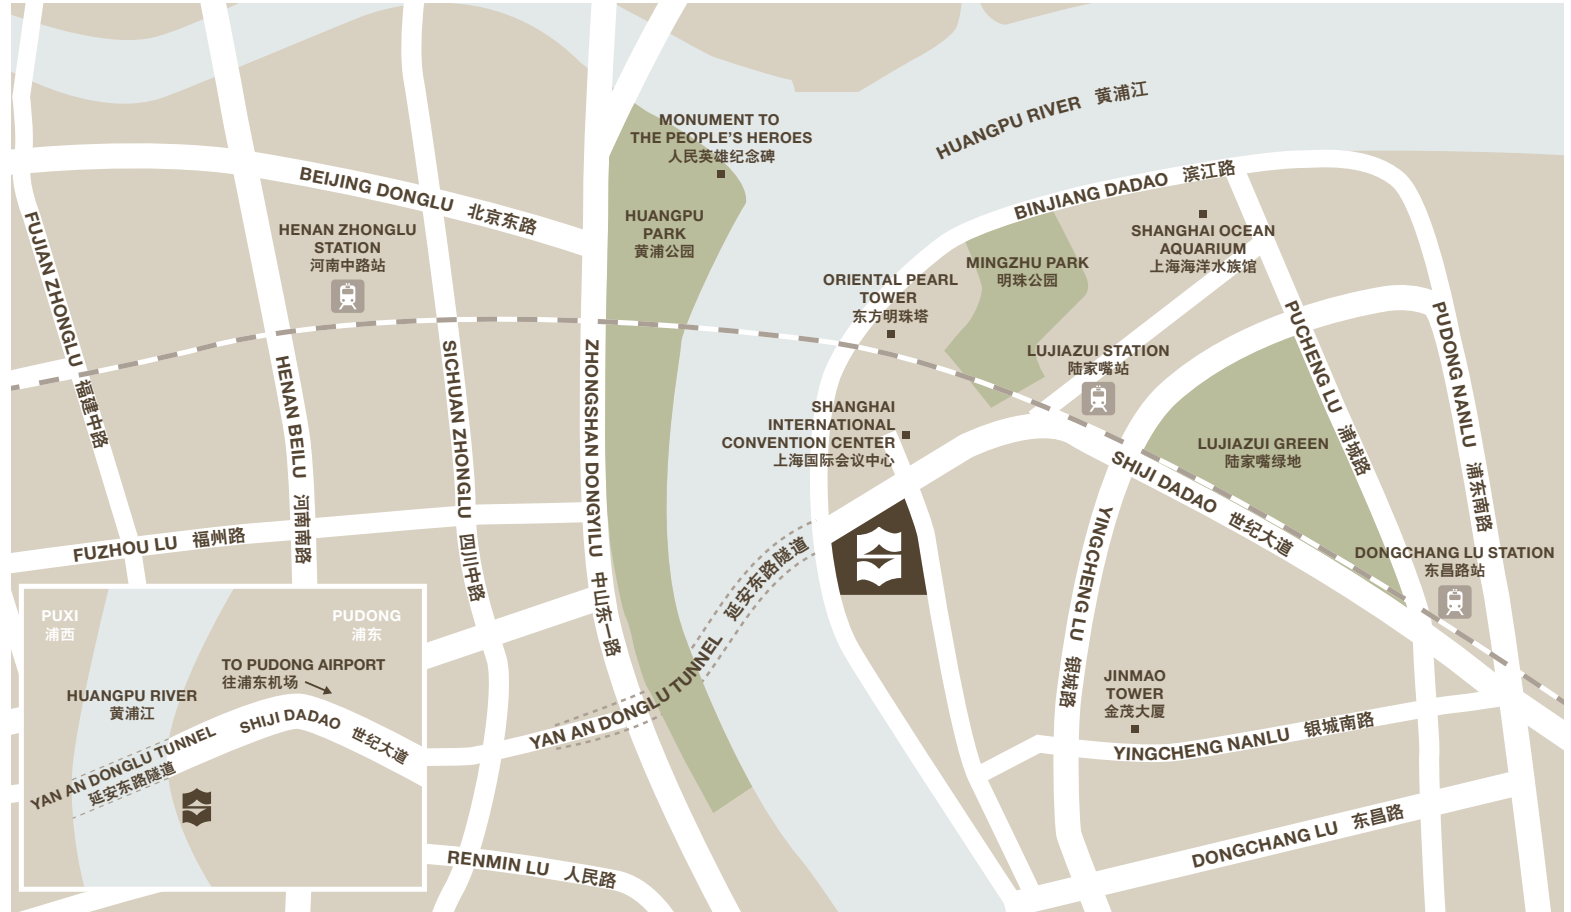 HUANGPU RIVER 黄浦江
MONUMENT TO
THE PEOPLE'S HEROES
人民英雄纪念碑
BEIJING DONGLU 北京东路
BINJIANG DADAO 滨江路
HUANGPU
PARK
黄浦公园
HENAN ZHONGLU
STATION
河南中路站
SHANGHAI OCEAN
AQUARIUM
上海海洋水族馆
MINGZHU PARK
明珠公园
ORIENTAL PEARL
TOWER
东方明珠塔
FUJIAN ZHONGLU 福建中路
HENAN BEILU 河南南路
SICHUAN ZHONGLU 四川中路
ZHONGSHAN DONGYILU 中山东一路
LUJIAZUI STATION
陆家嘴站
PUCHENG LU 浦城路
PUDONG NANLU 浦东南路
SHANGHAI
INTERNATIONAL
CONVENTION CENTER
上海国际会议中心
LUJIAZUI GREEN
陆家嘴绿地
SHIJI DADAO 世纪大道
YINGCHENG LU 银城路
FUZHOU LU 福州路
DONGCHANG LU STATION
东昌路站
YAN AN DONGLU TUNNEL 延安东路隧道
JINMAO
TOWER
金茂大厦
YINGCHENG NANLU 银城南路
DONGCHANG LU 东昌路
RENMIN LU 人民路
PUXI
浦西
PUDONG
浦东
TO PUDONG AIRPORT
往浦东机场
HUANGPU RIVER
黄浦江
SHIJI DADAO 世纪大道
YAN AN DONGLU TUNNEL
延安东路隧道